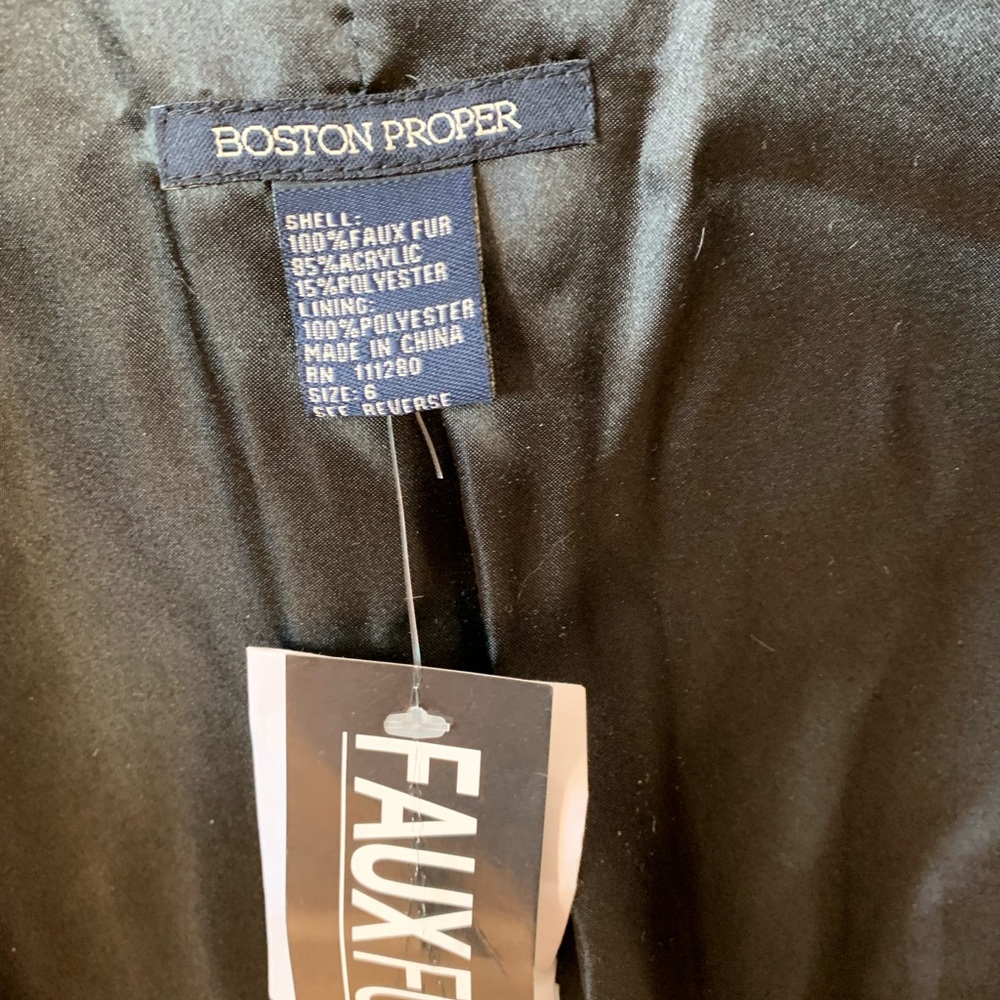 BOSTON PROPER
SHELL:
100%FAUX FUR
85%ACRYLIC
15%POLYESTER
LINING:
100%POLYESTER
MADE IN CHINA
RN 111280
SIZE: 6
SEE REVERSE
FAUX FU